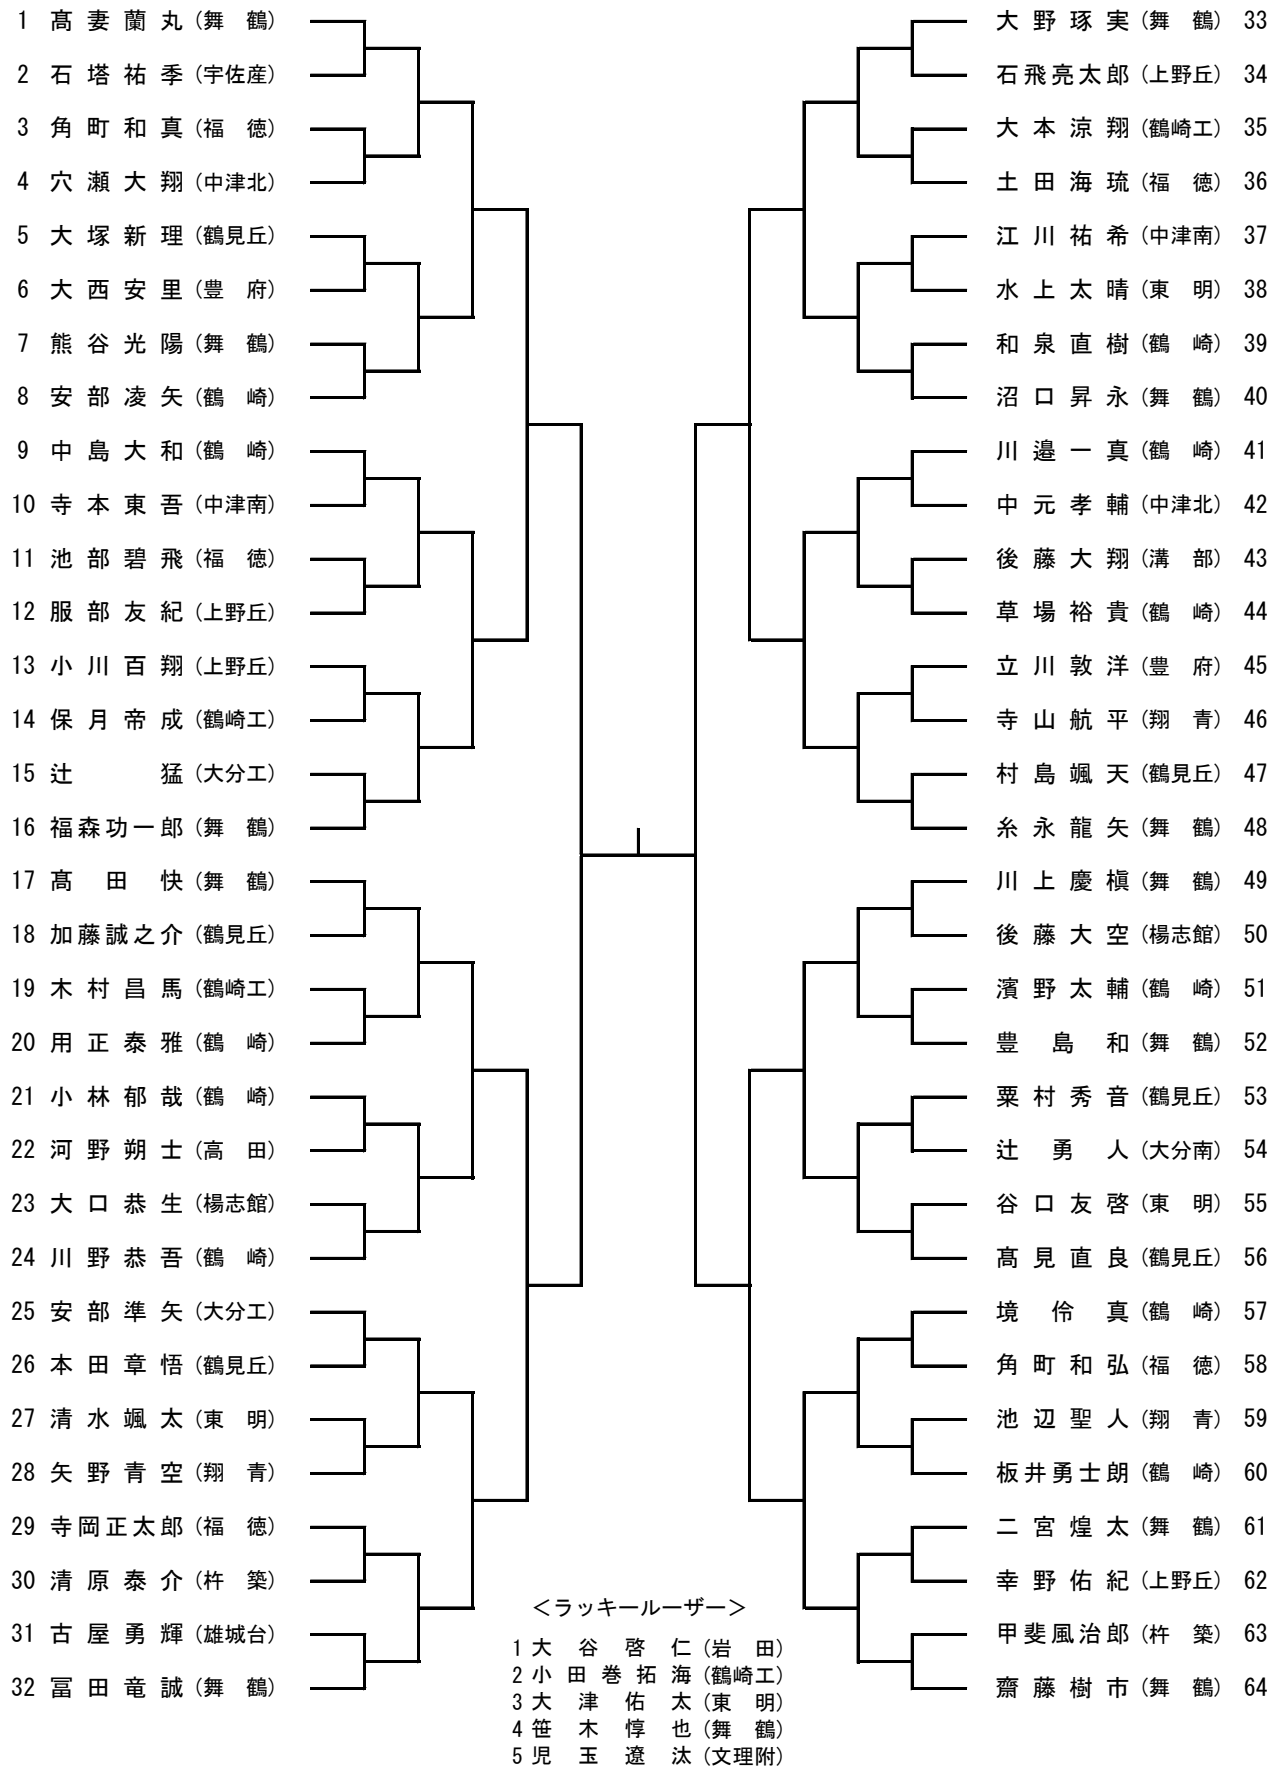 1 髙妻蘭丸（舞　鶴）
2 石塔祐季（宇佐産）
3 角町和真（福　徳）
4 穴瀬大翔（中津北）
5 大塚新理（鶴見丘）
6 大西安里（豊　府）
7 熊谷光陽（舞　鶴）
8 安部凌矢（鶴　崎）
9 中島大和（鶴　崎）
10 寺本東吾（中津南）
11 池部碧飛（福　徳）
12 服部友紀（上野丘）
13 小川百翔（上野丘）
14 保月帝成（鶴崎工）
15 辻　猛（大分工）
16 福森功一郎（舞　鶴）
17 髙田快（舞　鶴）
18 加藤誠之介（鶴見丘）
19 木村昌馬（鶴崎工）
20 用正泰雅（鶴　崎）
21 小林郁哉（鶴　崎）
22 河野朔士（高　田）
23 大口恭生（楊志館）
24 川野恭吾（鶴　崎）
25 安部準矢（大分工）
26 本田章悟（鶴見丘）
27 清水颯太（東　明）
28 矢野青空（翔　青）
29 寺岡正太郎（福　徳）
30 清原泰介（杵　築）
31 古屋勇輝（雄城台）
32 冨田竜誠（舞　鶴）
大野琢実（舞　鶴） 33
石飛亮太郎（上野丘） 34
大本涼翔（鶴崎工） 35
土田海琉（福　徳） 36
江川祐希（中津南） 37
水上太晴（東　明） 38
和泉直樹（鶴　崎） 39
沼口昇永（舞　鶴） 40
川邉一真（鶴　崎） 41
中元孝輔（中津北） 42
後藤大翔（溝　部） 43
草場裕貴（鶴　崎） 44
立川敦洋（豊　府） 45
寺山航平（翔　青） 46
村島颯天（鶴見丘） 47
糸永龍矢（舞　鶴） 48
川上慶槇（舞　鶴） 49
後藤大空（楊志館） 50
濱野太輔（鶴　崎） 51
豊島和（舞　鶴） 52
粟村秀音（鶴見丘） 53
辻勇人（大分南） 54
谷口友啓（東　明） 55
髙見直良（鶴見丘） 56
境伶真（鶴　崎） 57
角町和弘（福　徳） 58
池辺聖人（翔　青） 59
板井勇士朗（鶴　崎） 60
二宮煌太（舞　鶴） 61
幸野佑紀（上野丘） 62
甲斐風治郎（杵　築） 63
齋藤樹市（舞　鶴） 64
＜ラッキールーザー＞
1 大谷啓仁（岩　田）
2 小田巻拓海（鶴崎工）
3 大津佑太（東　明）
4 笹木惇也（舞　鶴）
5 児玉遼汰（文理附）